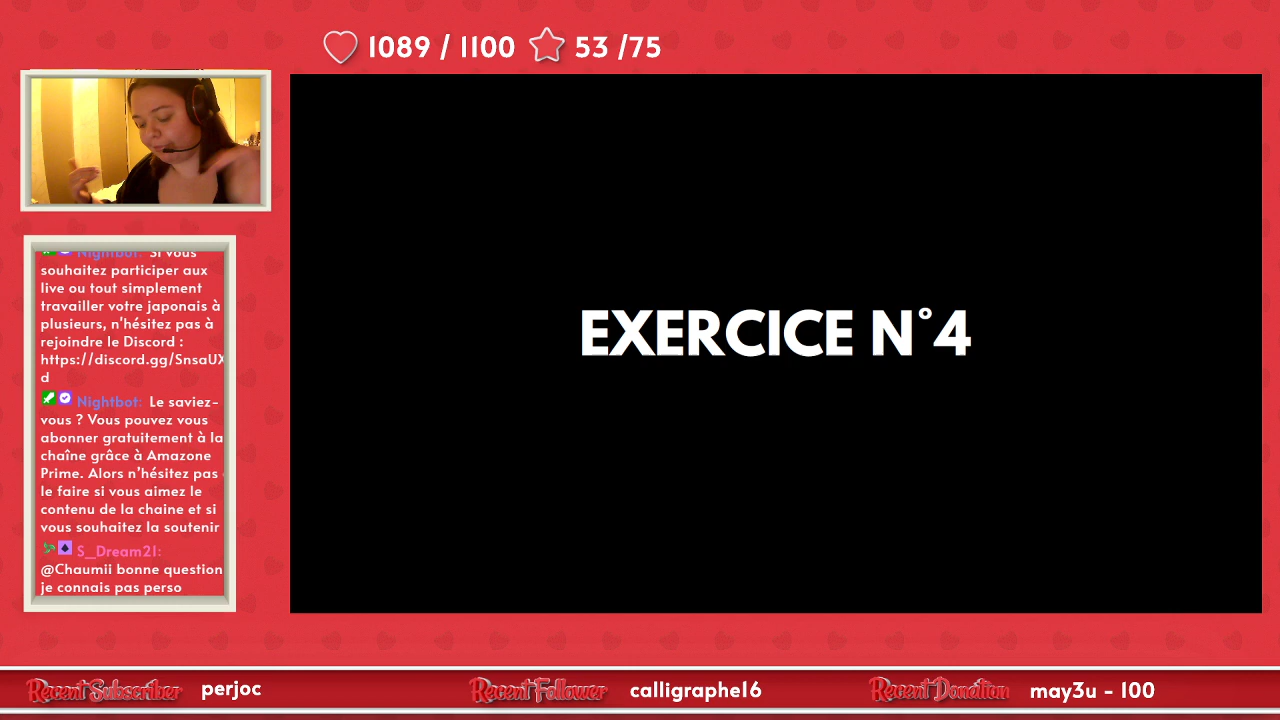 1089 / 1100 53 /75
EXERCICE N°4
Nightbot: Si vous
souhaitez participer aux
live ou tout simplement
travailler votre japonais à
plusieurs, n'hésitez pas à
rejoindre le Discord :
https://discord.gg/SnsaUX
d
Nightbot: Le saviez-
vous ? Vous pouvez vous
abonner gratuitement à la
chaîne grâce à Amazone
Prime. Alors n'hésitez pas
le faire si vous aimez le
contenu de la chaine et si
vous souhaitez la soutenir
S_Dream21:
@Chaumii bonne question
je connais pas perso
Recent Subscriber perjoc
Recent Follower calligraphe16
Recent Donation may3u - 100